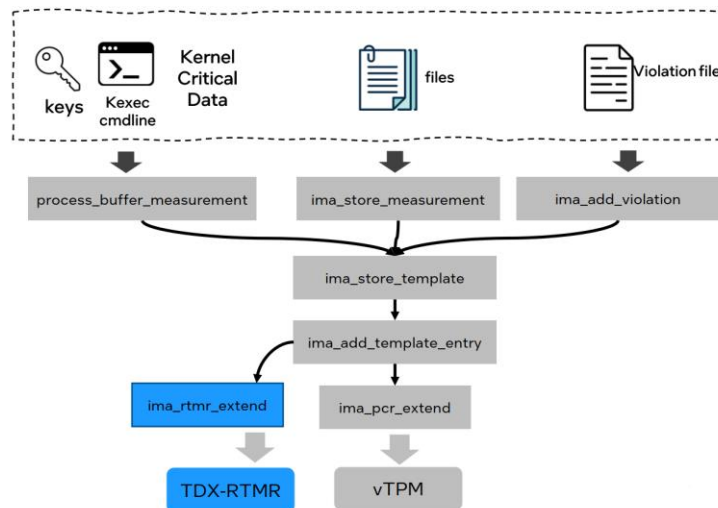 keys
Kexec
cmdline
Kernel
Critical
Data
files
Violation file
process_buffer_measurement
ima_store_measurement
ima_add_violation
ima_store_template
ima_add_template_entry
ima_rtmr_extend
ima_pcr_extend
TDX-RTMR
vTPM